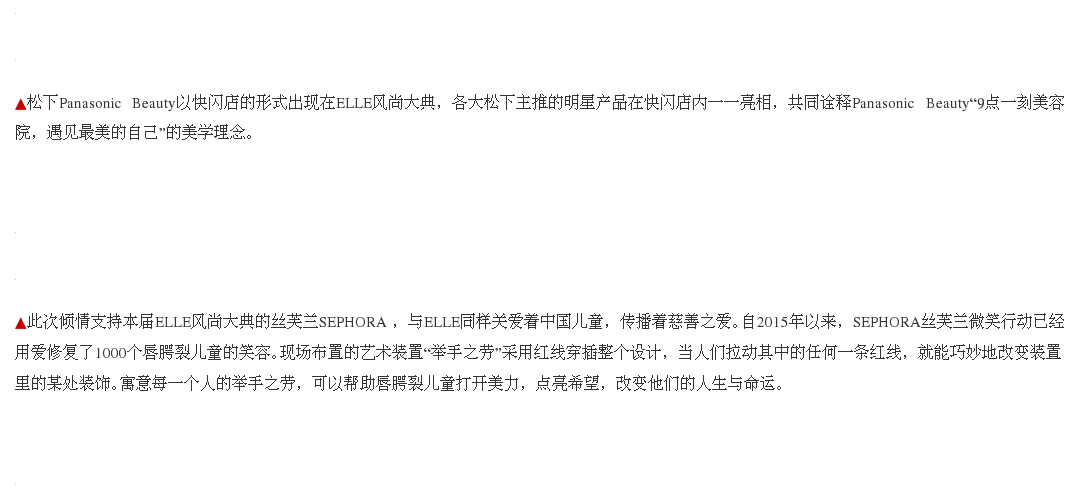 ▲松下Panasonic Beauty以快闪店的形式出现在ELLE风尚大典，各大松下主推的明星产品在快闪店内一一亮相，共同诠释Panasonic Beauty“9点一刻美容
院，遇见最美的自己”的美学理念。
▲此次倾情支持本届ELLE风尚大典的丝芙兰SEPHORA ，与ELLE同样关爱着中国儿童，传播着慈善之爱。自2015年以来，SEPHORA丝芙兰微笑行动已经
用爱修复了1000个唇腭裂儿童的笑容。现场布置的艺术装置“举手之劳”采用红线穿插整个设计，当人们拉动其中的任何一条红线，就能巧妙地改变装置
里的某处装饰。寓意每一个人的举手之劳，可以帮助唇腭裂儿童打开美力，点亮希望，改变他们的人生与命运。